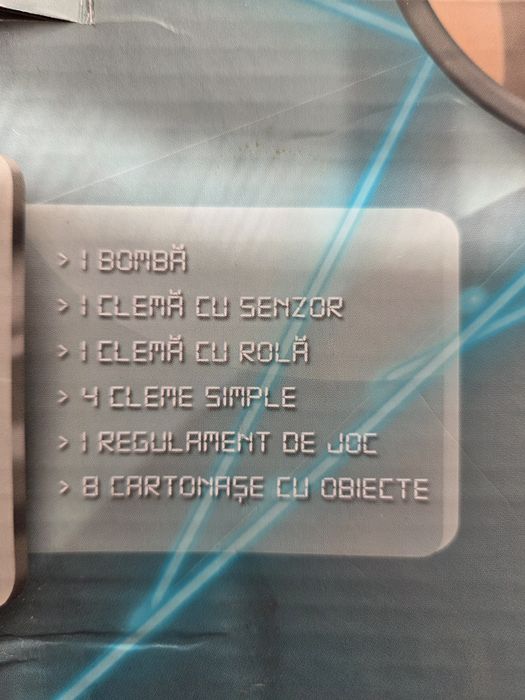 > 1 BOMBĂ
> 1 CLEMĂ CU SENZOR
> 1 CLEMĂ CU ROLĂ
> 4 CLEME SIMPLE
> 1 REGULAMENT DE JOC
> 8 CARTONAȘE CU OBIECTE